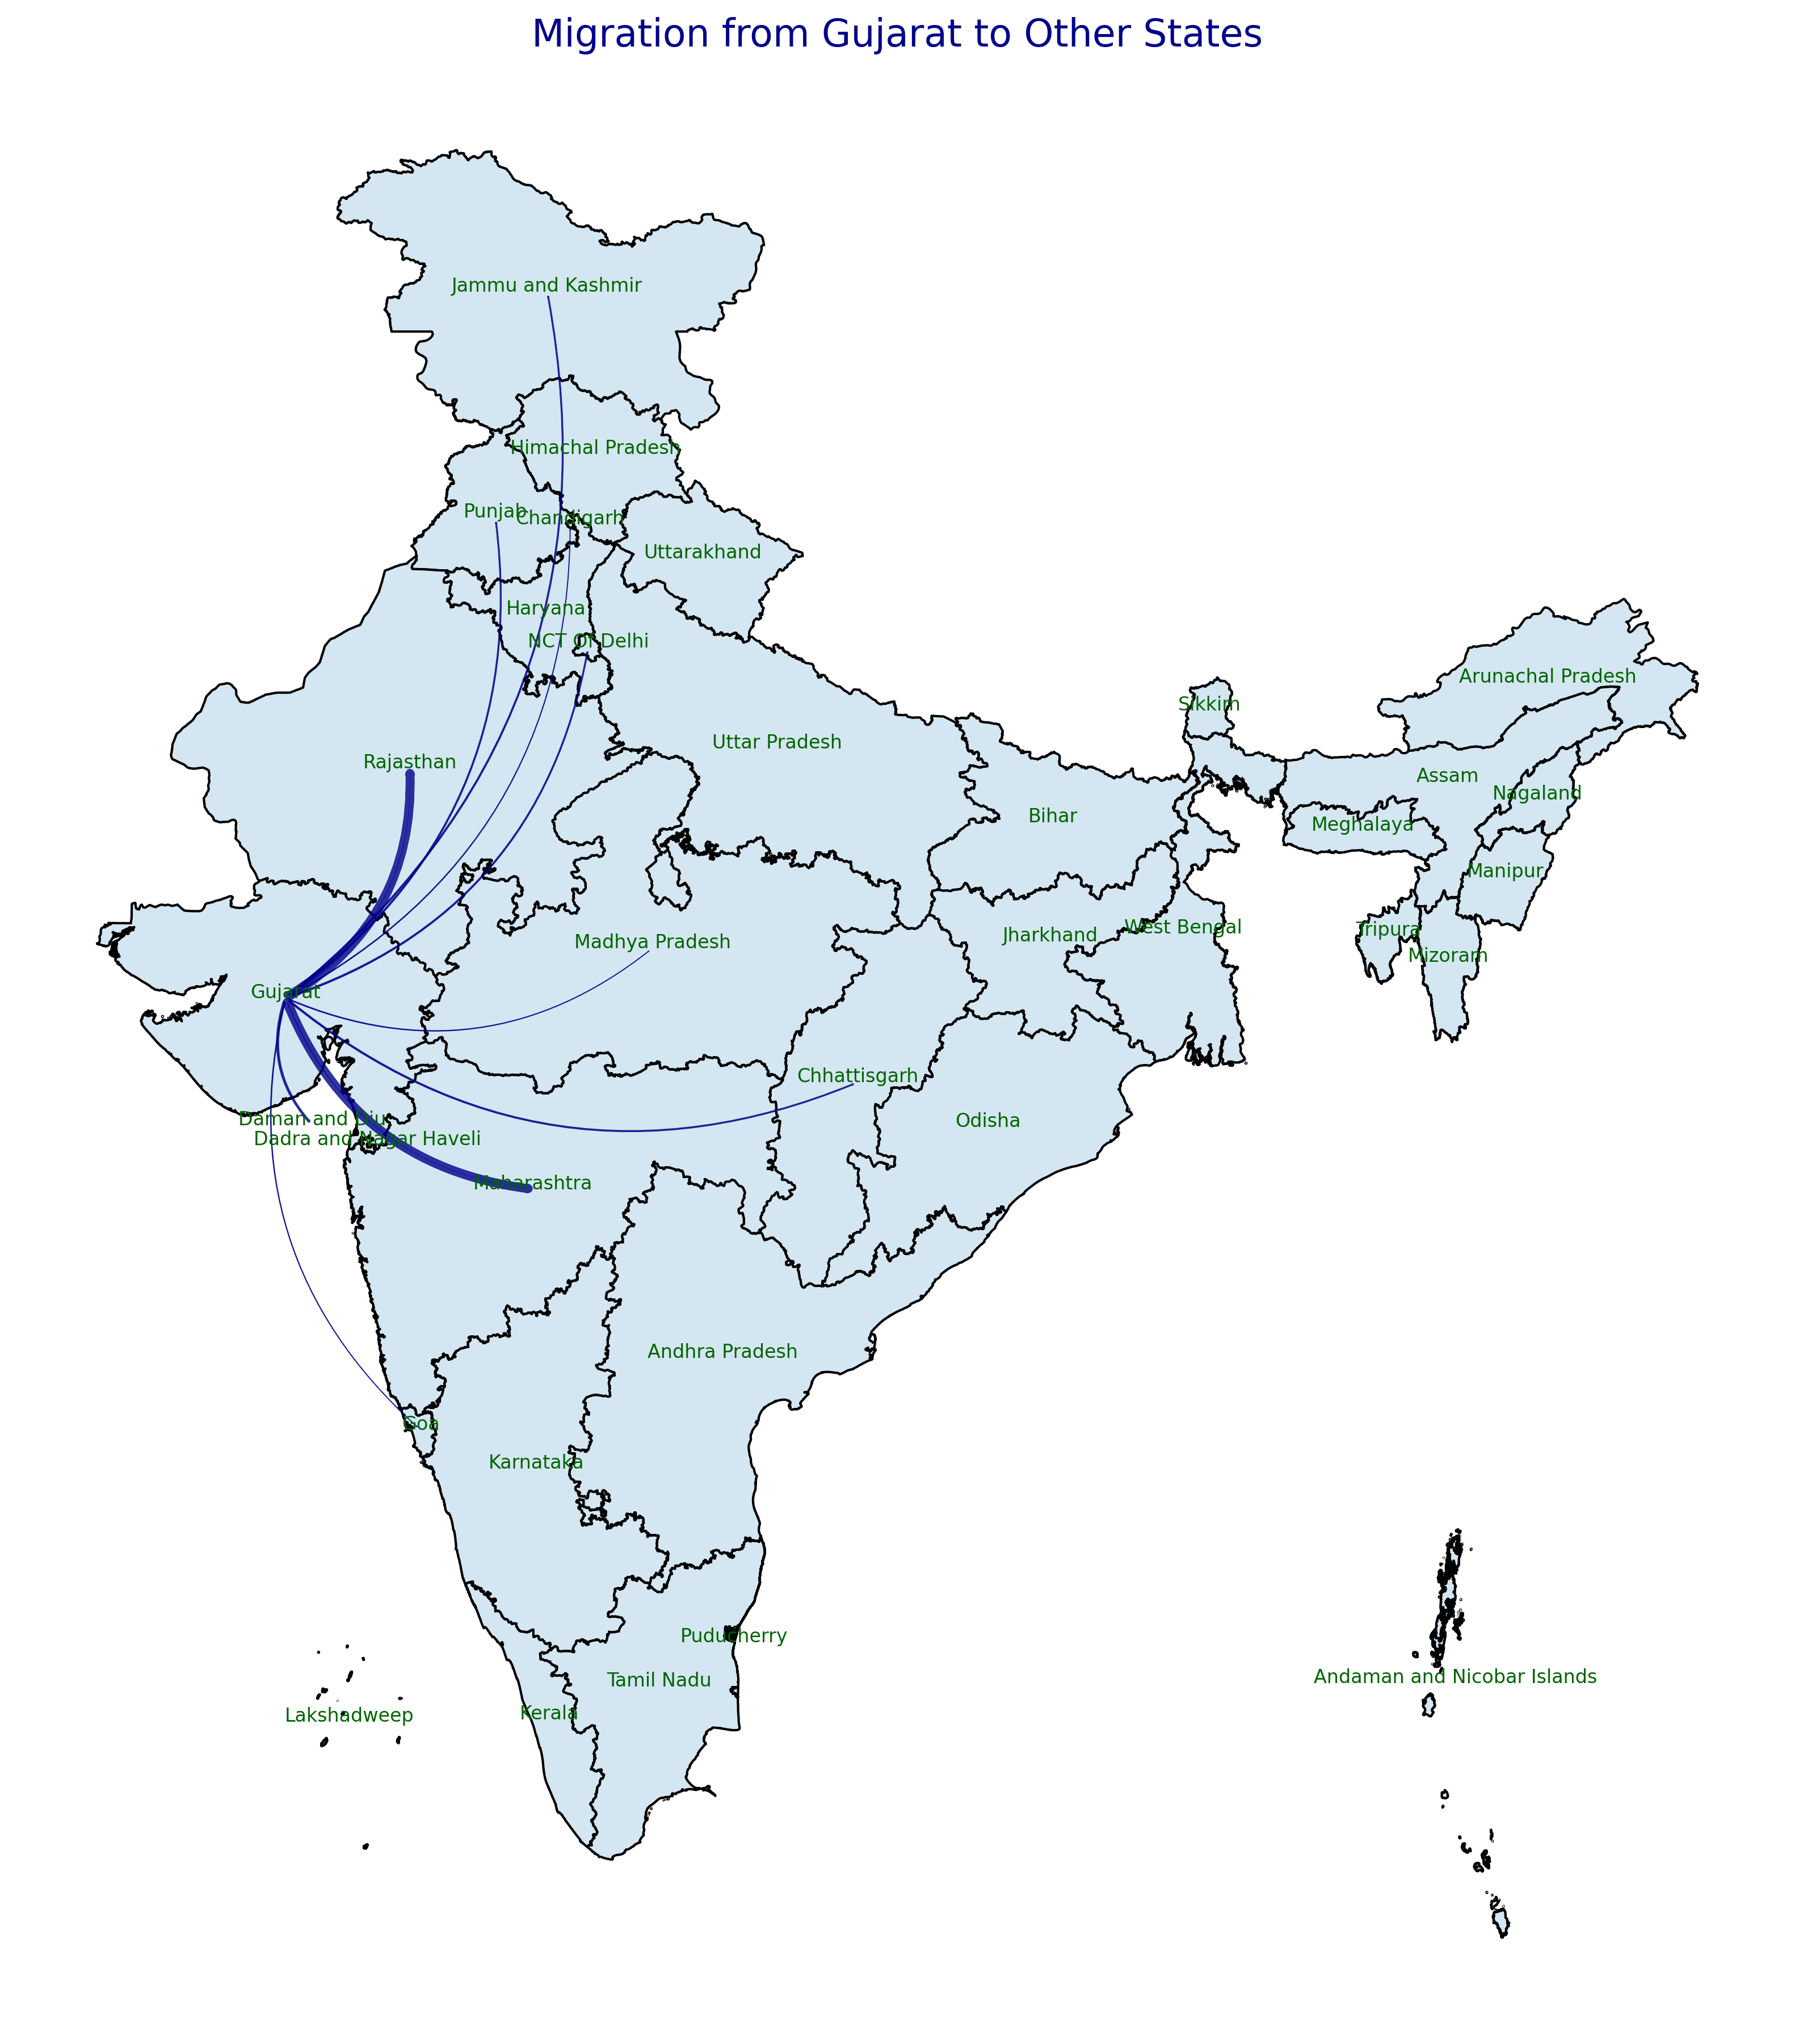 Migration from Gujarat to Other States
Jammu and Kashmir
Himachal Pradesh
Punjab
Chandigarh
Uttarakhand
Haryana
NCT Of Delhi
Arunachal Pradesh
Sikkim
Uttar Pradesh
Rajasthan
Assam
Nagaland
Bihar
Meghalaya
Manipur
West Bengal
Tripura
Jharkhand
Madhya Pradesh
Mizoram
Gujarat
Chhattisgarh
Daman and Diu
Odisha
Dadra and Nagar Haveli
Maharashtra
Andhra Pradesh
Goa
Karnataka
Puducherry
Andaman and Nicobar Islands
Tamil Nadu
Kerala
Lakshadweep